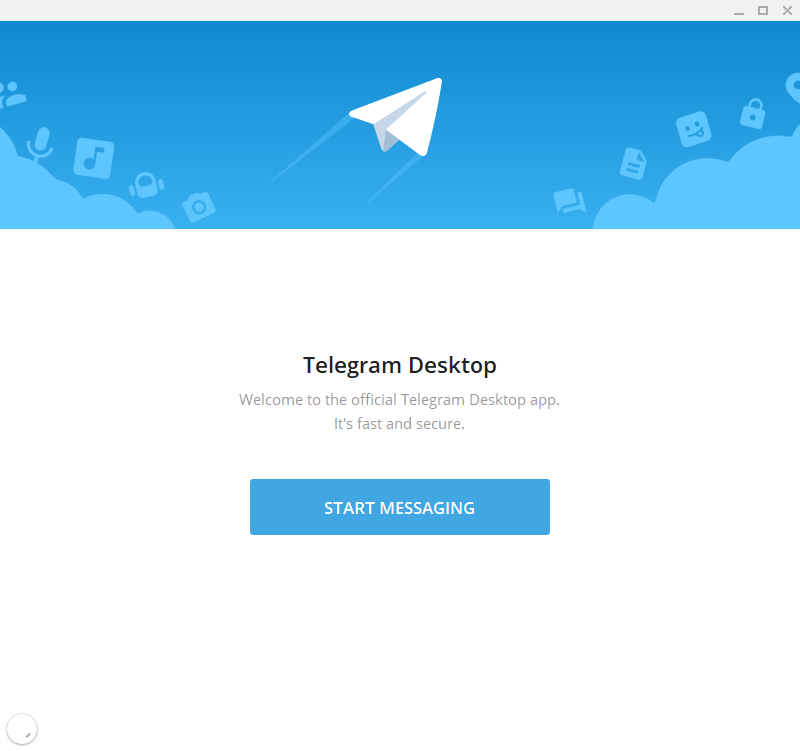 Telegram Desktop
Welcome to the official Telegram Desktop app.
It's fast and secure.
START MESSAGING